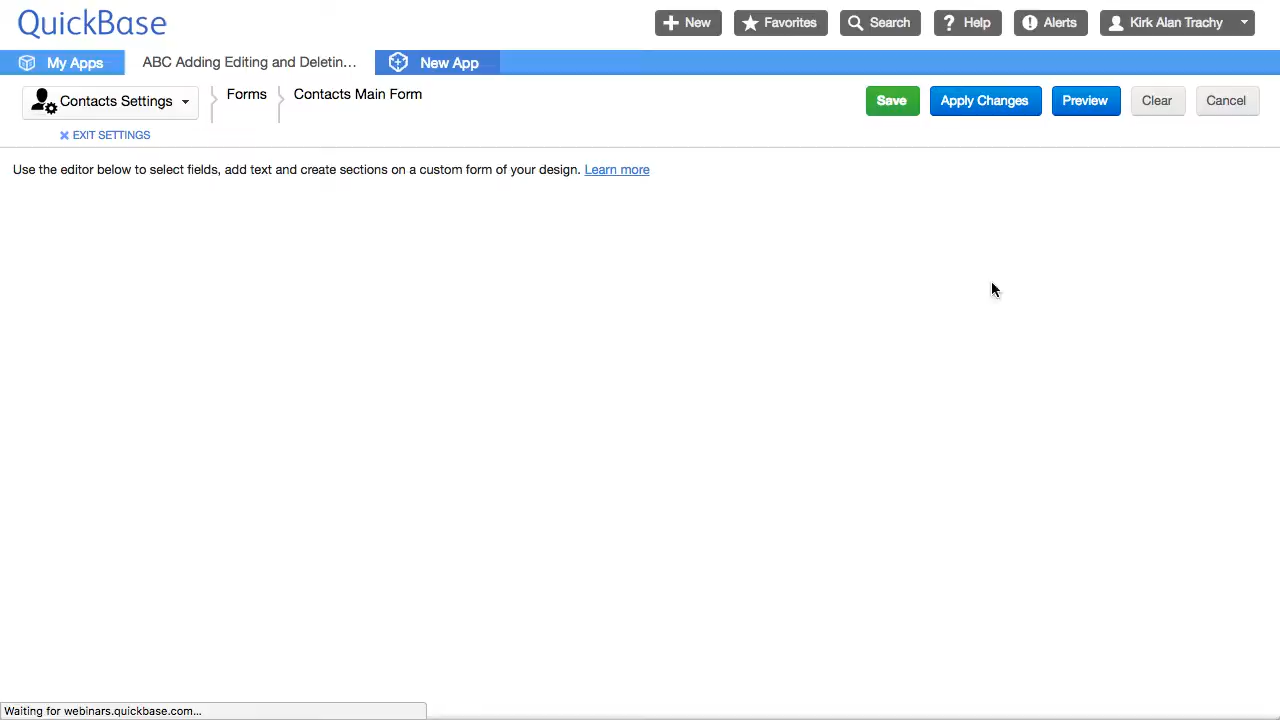 QuickBase
New
Favorites
Search
Help
Alerts
Kirk Alan Trachy
My Apps
ABC Adding Editing and Deletin...
New App
Contacts Settings
Forms
Contacts Main Form
Save
Apply Changes
Preview
Clear
Cancel
EXIT SETTINGS
Use the editor below to select fields, add text and create sections on a custom form of your design. Learn more
Waiting for webinars.quickbase.com...